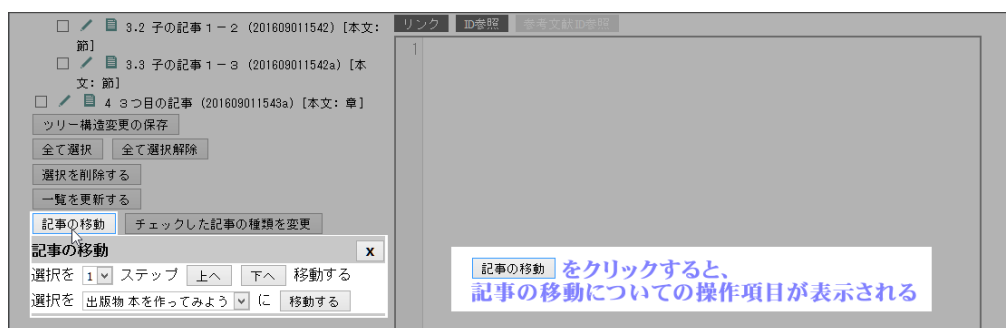 3.2 子の記事１－２ (201609011542) [本文:
節]
3.3 子の記事１－３ (201609011542a) [本
文: 節]
4 ３つ目の記事 (201609011543a) [本文: 章]
ツリー構造変更の保存
全て選択 全て選択解除
選択を削除する
一覧を更新する
記事の移動 チェックした記事の種類を変更
記事の移動 x
選択を 1 ステップ 上へ 下へ 移動する
選択を 出版物 本を作ってみよう に 移動する
リンク ID参照 参考文献ID参照
1
記事の移動 をクリックすると、
記事の移動についての操作項目が表示される